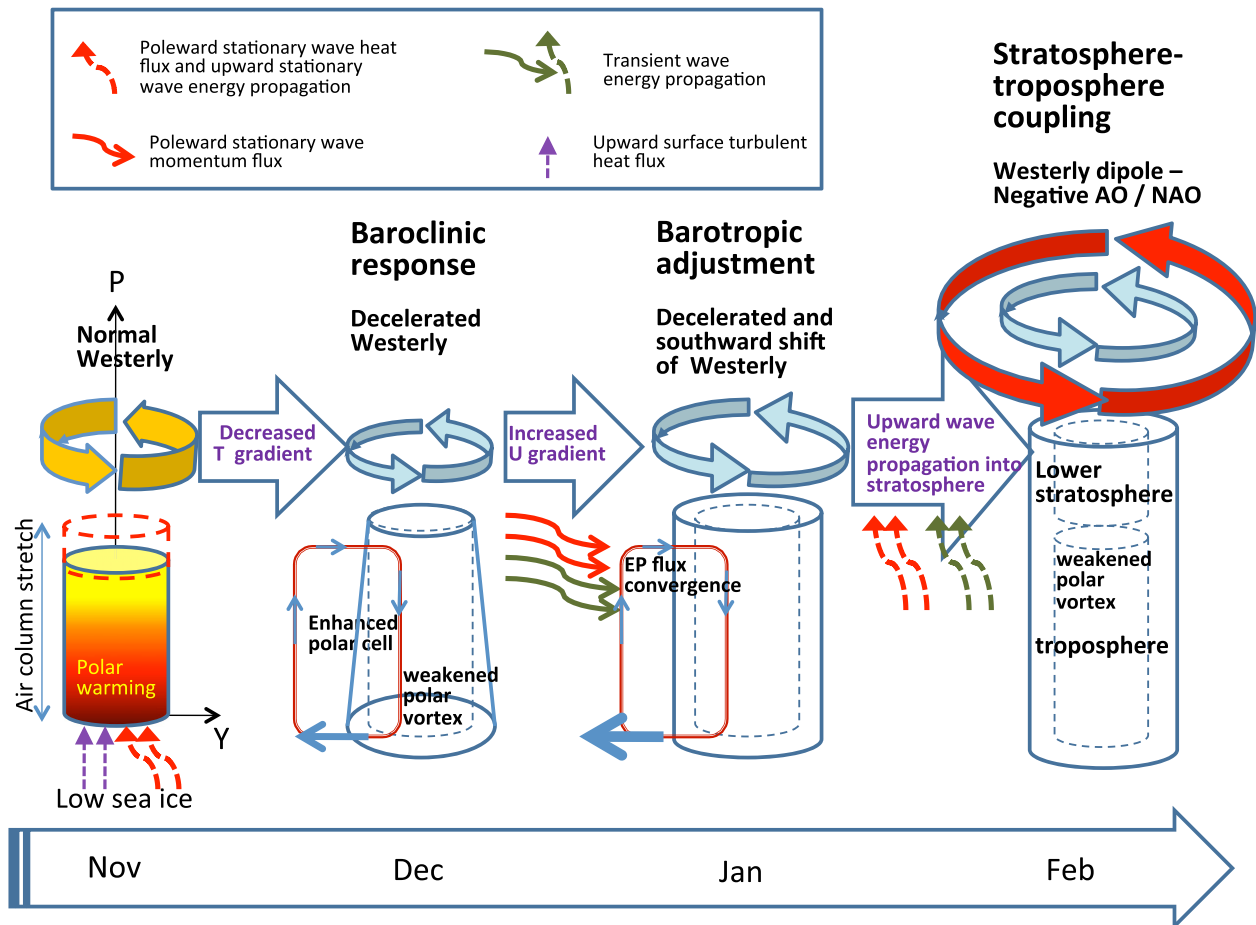 Poleward stationary wave heat
flux and upward stationary
wave energy propagation
Transient wave
energy propagation
Poleward stationary wave
momentum flux
Upward surface turbulent
heat flux
Stratosphere-
troposphere
coupling
Westerly dipole –
Negative AO / NAO
Baroclinic
response
Decelerated
Westerly
Barotropic
adjustment
Decelerated and
southward shift
of Westerly
P
Normal
Westerly
Decreased
T gradient
Increased
U gradient
Upward wave
energy
propagation into
stratosphere
Air column stretch
Polar
warming
Y
Low sea ice
Enhanced
polar cell
weakened
polar
vortex
EP flux
convergence
Lower
stratosphere
weakened
polar
vortex
troposphere
Nov
Dec
Jan
Feb